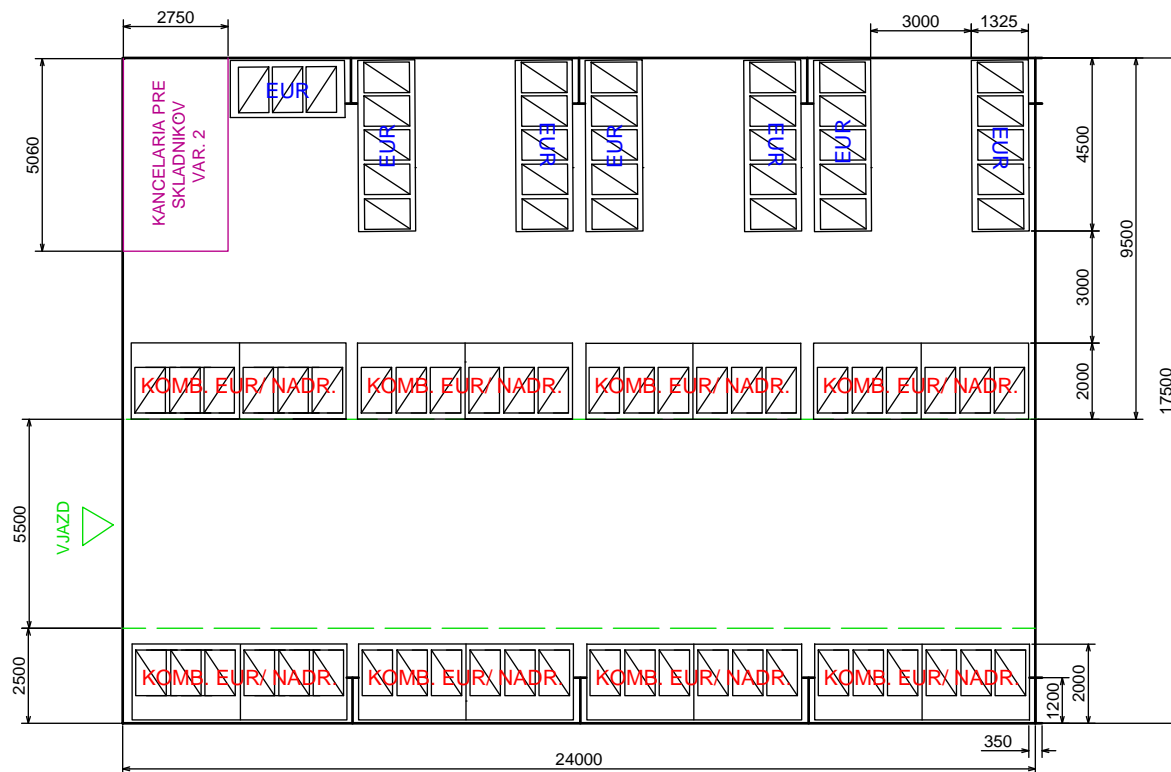 2750
3000
1325
KANCELARIA PRE
SKLADNIKOV
VAR. 2
EUR
EUR
EUR
EUR
EUR
EUR
EUR
5060
4500
9500
3000
2000
17500
KOMB. EUR/ NADR.
KOMB. EUR/ NADR.
KOMB. EUR/ NADR.
KOMB. EUR/ NADR.
VJAZD
5500
2500
KOMB. EUR/ NADR.
KOMB. EUR/ NADR.
KOMB. EUR/ NADR.
KOMB. EUR/ NADR.
1200
2000
350
24000